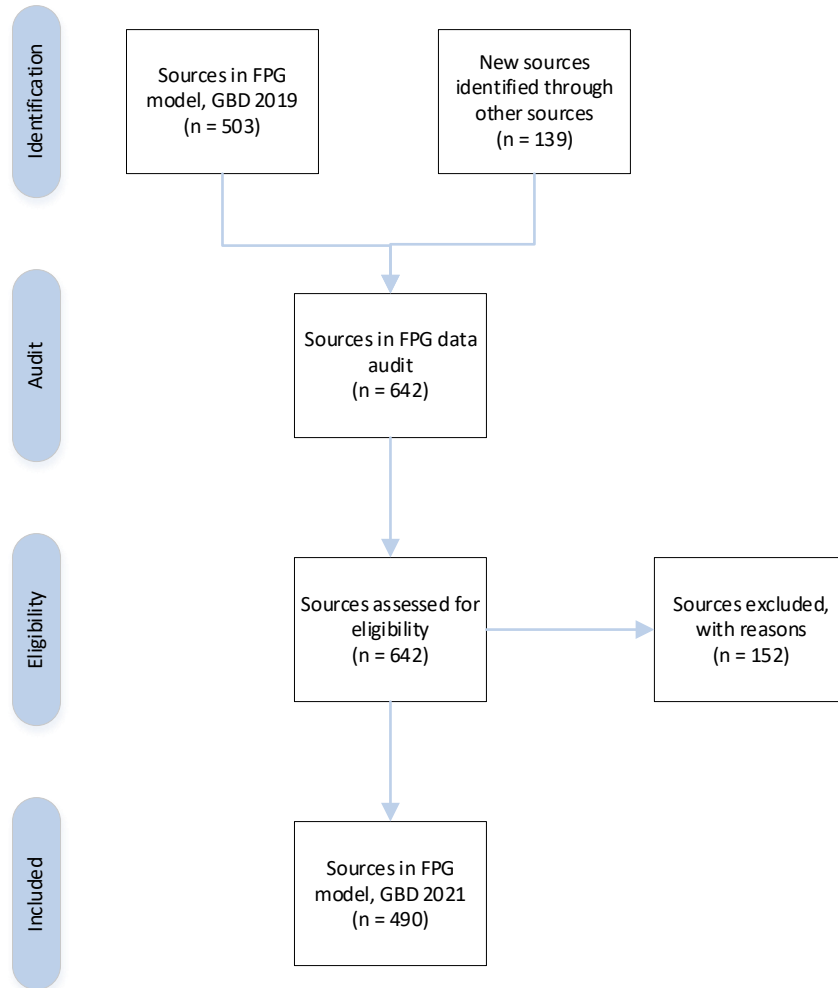 Identification
Sources in FPG
model, GBD 2019
(n = 503)
New sources
identified through
other sources
(n = 139)
Audit
Sources in FPG data
audit
(n = 642)
Eligibility
Sources assessed for
eligibility
(n = 642)
Sources excluded,
with reasons
(n = 152)
Included
Sources in FPG
model, GBD 2021
(n = 490)